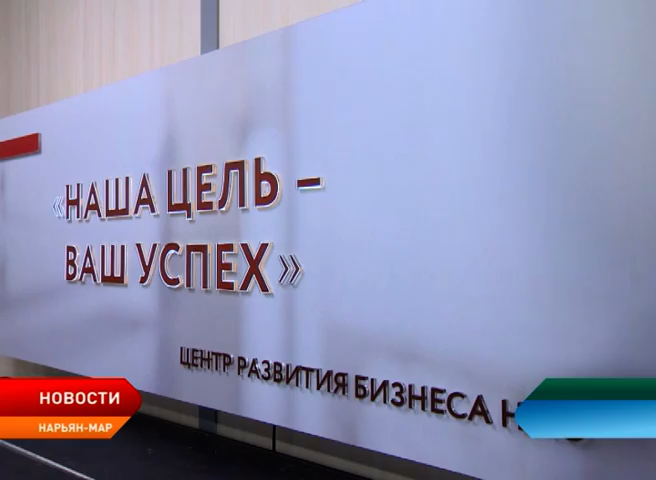 «НАША ЦЕЛЬ –
ВАШ УСПЕХ»
ЦЕНТР РАЗВИТИЯ БИЗНЕСА
НОВОСТИ
НАРЬЯН-МАР